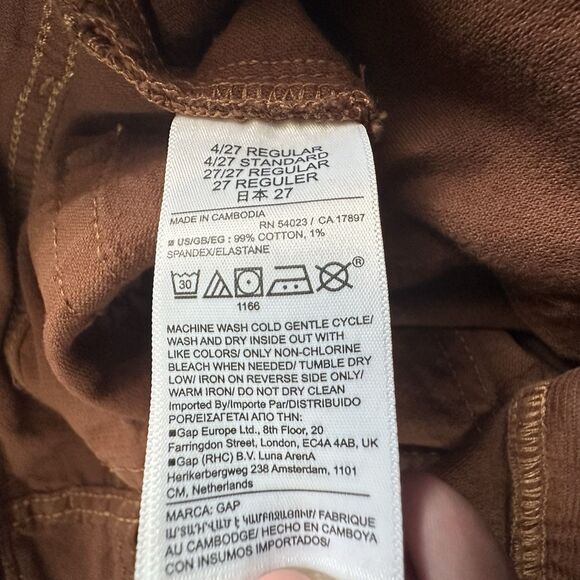 4/27 REGULAR
4/27 STANDARD
27/27 REGULAR
27 REGULER
日本 27
MADE IN CAMBODIA
RN 54023 / CA 17897
US/GB/EG : 99% COTTON, 1%
SPANDEX/ELASTANE
30
®
1166
MACHINE WASH COLD GENTLE CYCLE/
WASH AND DRY INSIDE OUT WITH
LIKE COLORS/ ONLY NON-CHLORINE
BLEACH WHEN NEEDED/ TUMBLE DRY
LOW/ IRON ON REVERSE SIDE ONLY/
WARM IRON/ DO NOT DRY CLEAN
Imported By/Importe Par/DISTRIBUIDO
POR/ΕΙΣΑΓΕΤΑΙ ΑΠΟ ΤΗΝ:
■Gap Europe Ltd., 8th Floor, 20
Farringdon Street, London, EC4A 4AB, UK
■Gap (RHC) B.V. Luna ArenA
Herikerbergweg 238 Amsterdam, 1101
CM, Netherlands
MARCA: GAP
ՊԱՏՐԱՍՏՎԱԾ Է ԿԱՄԲՈՋԱՅՈՒՄ/ FABRIQUE
AU CAMBODGE/ HECHO EN CAMBOYA
CON INSUMOS IMPORTADOS/